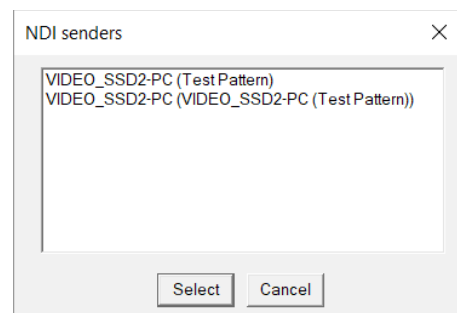 NDI senders
VIDEO_SSD2-PC (Test Pattern)
VIDEO_SSD2-PC (VIDEO_SSD2-PC (Test Pattern))
Select Cancel